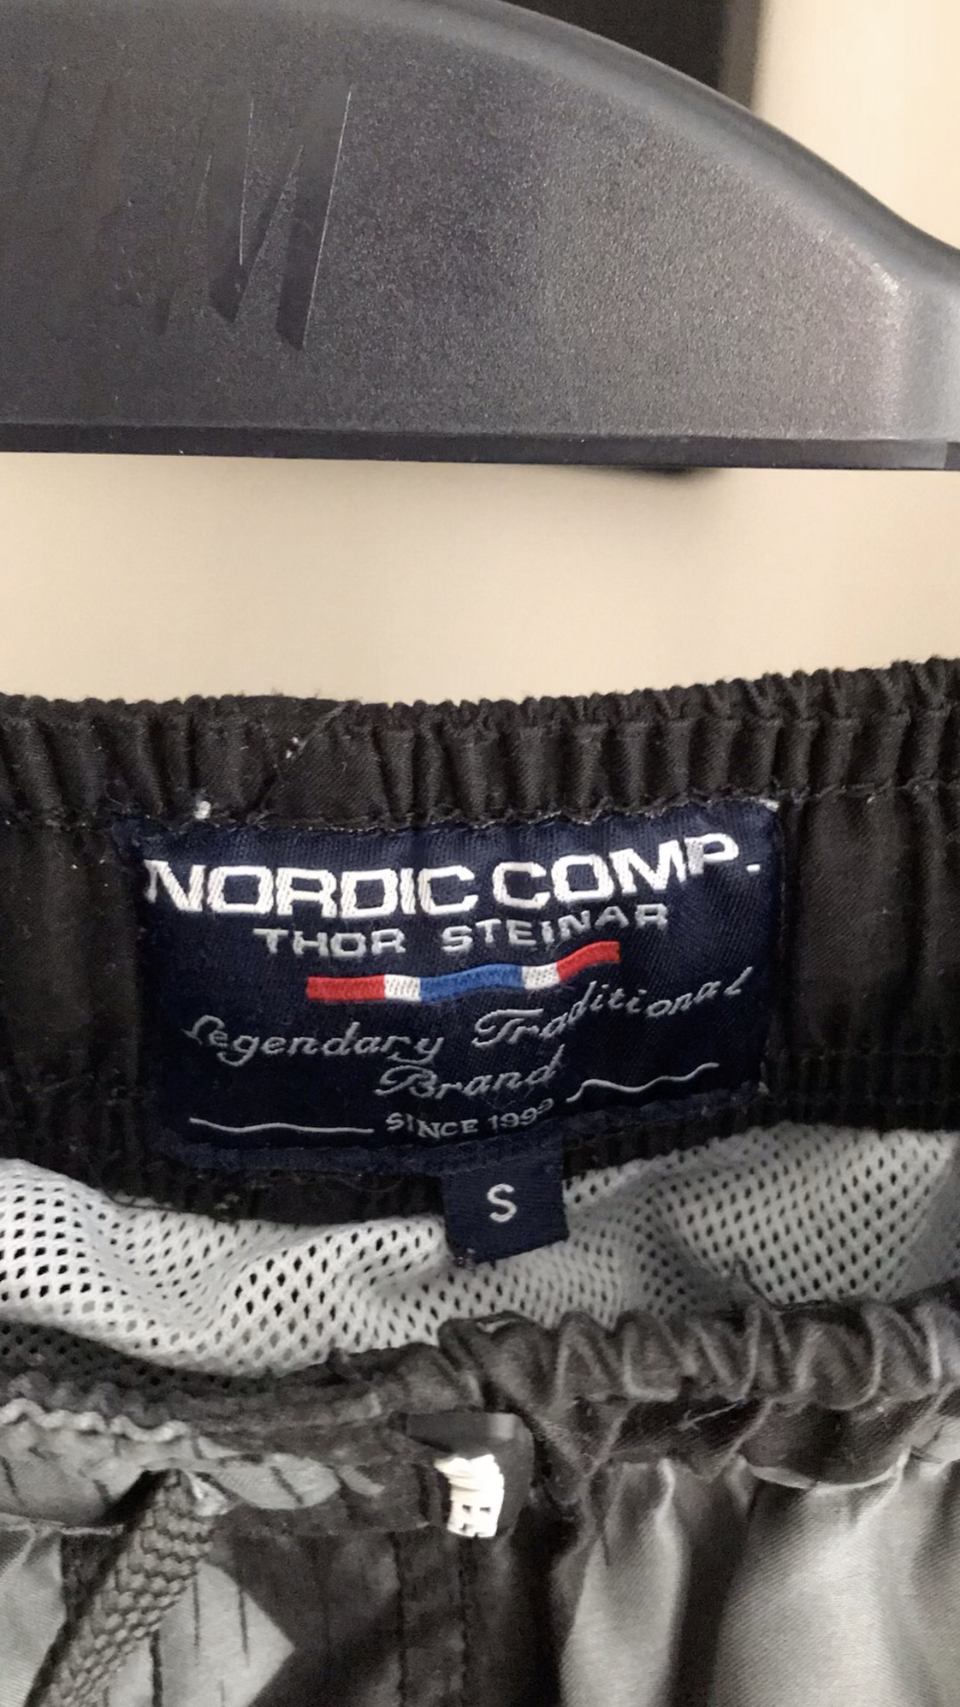 NORDIC COMP.
THOR STEINAR
Legendary Traditional
Brand
SINCE 1999
S